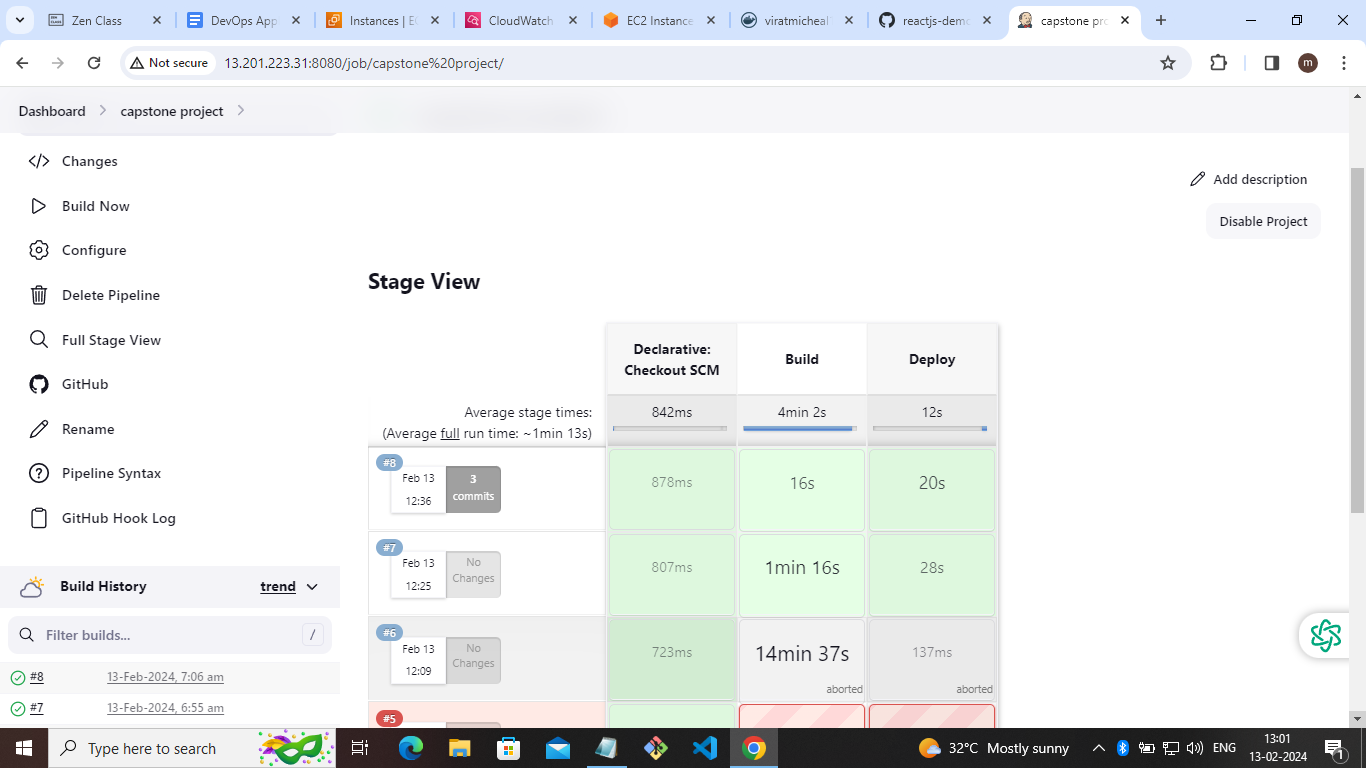 Zen Class
DevOps App
Instances | EC
CloudWatch
EC2 Instance
viratmicheal
reactjs-demo
capstone pro
Not secure
13.201.223.31:8080/job/capstone%20project/
m
Dashboard
capstone project
Changes
Build Now
Configure
Delete Pipeline
Full Stage View
GitHub
Rename
Pipeline Syntax
GitHub Hook Log
Build History
trend
Filter builds...
/
#8
13-Feb-2024, 7:06 am
#7
13-Feb-2024, 6:55 am
Add description
Disable Project
Stage View
Declarative:
Checkout SCM
Build
Deploy
Average stage times:
(Average full run time: ~1min 13s)
842ms
4min 2s
12s
#8
Feb 13
12:36
3
commits
878ms
16s
20s
#7
Feb 13
12:25
No
Changes
807ms
1min 16s
28s
#6
Feb 13
12:09
No
Changes
723ms
14min 37s
aborted
137ms
aborted
#5
Type here to search
32°C Mostly sunny
ENG
13:01
13-02-2024
1